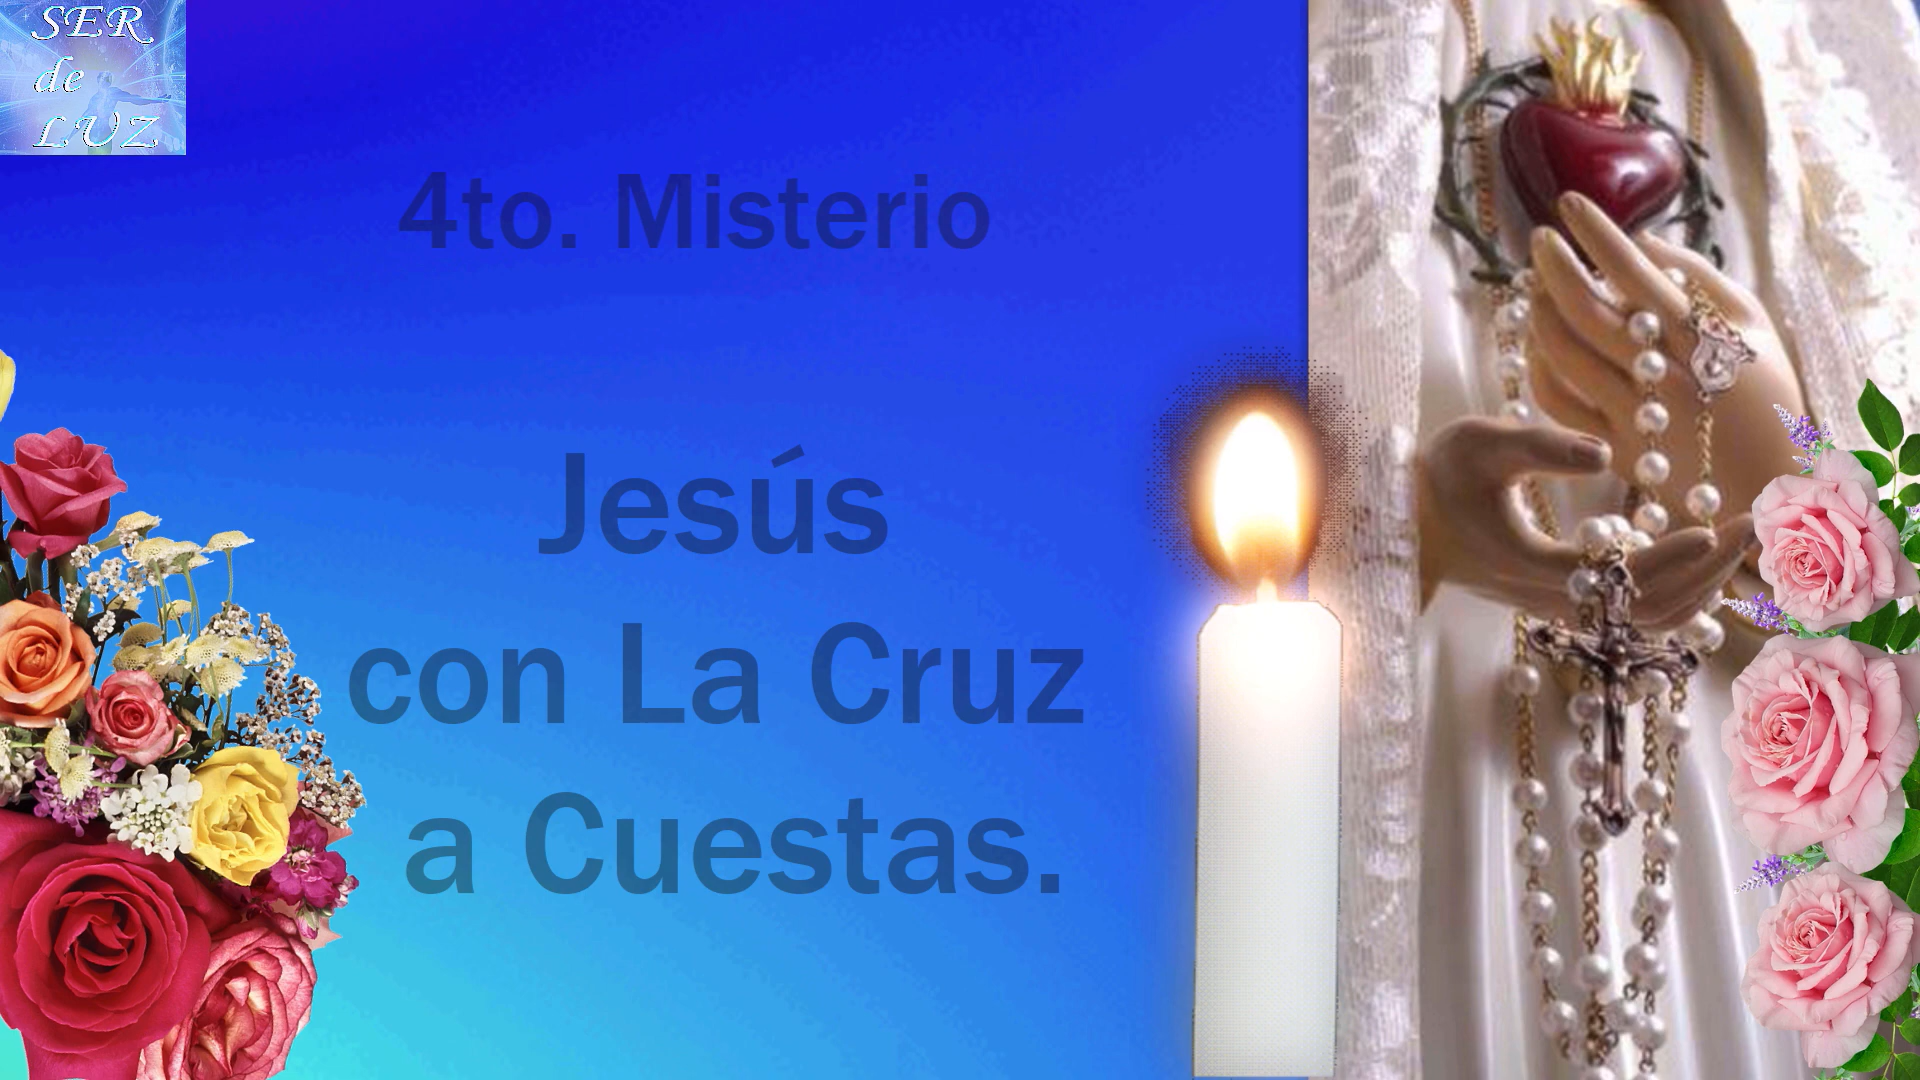 SER
de
LUZ
4to. Misterio
Jesús
con La Cruz
a Cuestas.